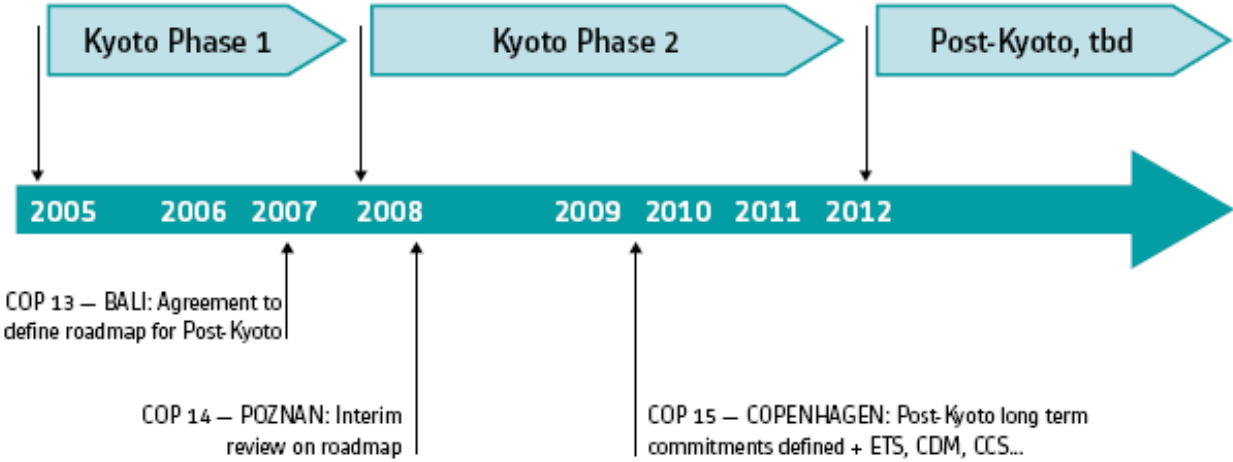 Kyoto Phase 1
Kyoto Phase 2
Post-Kyoto, tbd
2005 2006 2007 2008 2009 2010 2011 2012
COP 13 — BALI: Agreement to
define roadmap for Post-Kyoto
COP 14 — POZNAN: Interim
review on roadmap
COP 15 — COPENHAGEN: Post-Kyoto long term
commitments defined + ETS, CDM, CCS...